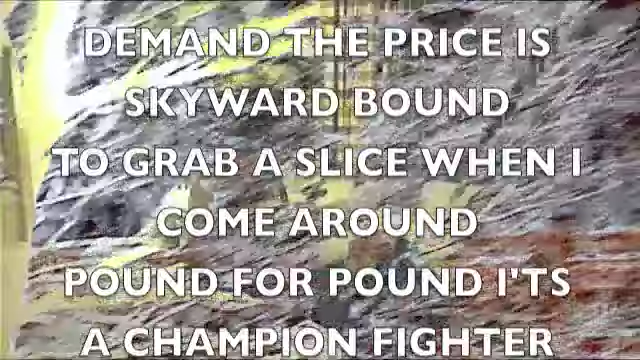 DEMAND THE PRICE IS
SKYWARD BOUND
TO GRAB A SLICE WHEN I
COME AROUND
POUND FOR POUND I'TS
A CHAMPION FIGHTER